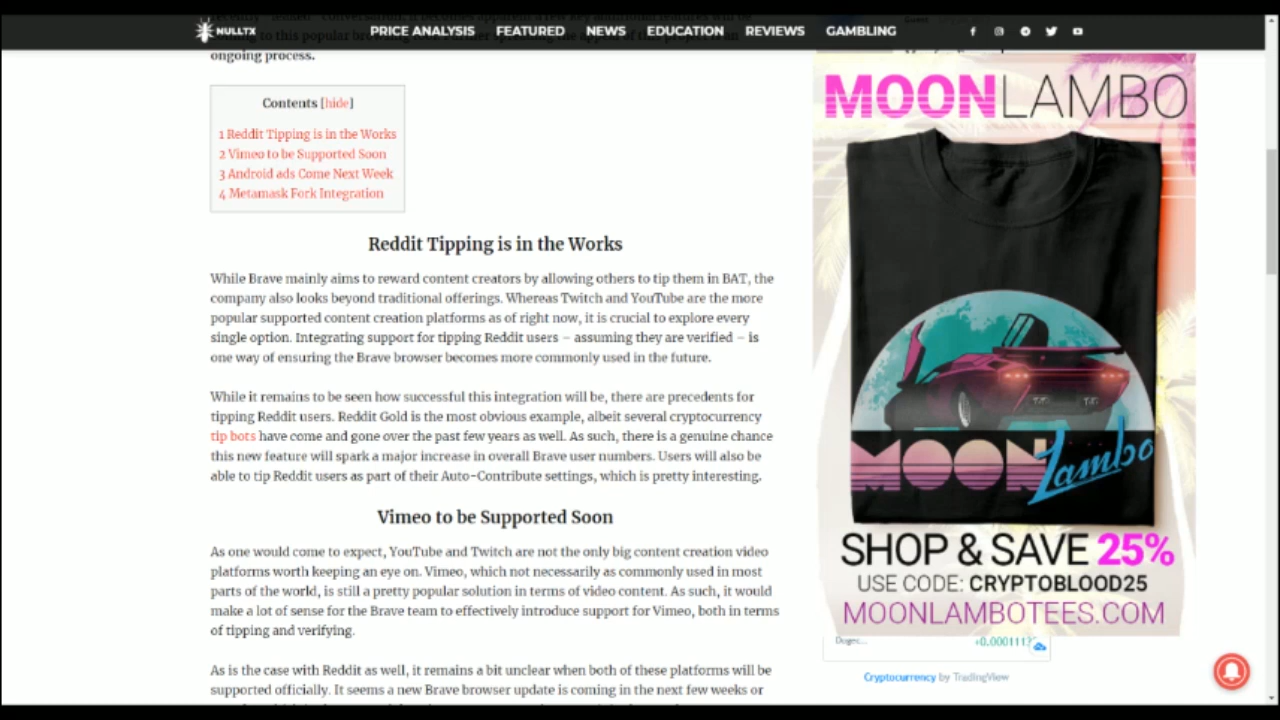 NULLTX
PRICE ANALYSIS FEATURED NEWS EDUCATION REVIEWS GAMBLING
ongoing process.
Contents [hide]
1 Reddit Tipping is in the Works
2 Vimeo to be Supported Soon
3 Android ads Come Next Week
4 Metamask Fork Integration
Reddit Tipping is in the Works
While Brave mainly aims to reward content creators by allowing others to tip them in BAT, the
company also looks beyond traditional offerings. Whereas Twitch and YouTube are the more
popular supported content creation platforms as of right now, it is crucial to explore every
single option. Integrating support for tipping Reddit users – assuming they are verified – is
one way of ensuring the Brave browser becomes more commonly used in the future.
While it remains to be seen how successful this integration will be, there are precedents for
tipping Reddit users. Reddit Gold is the most obvious example, albeit several cryptocurrency
tip bots have come and gone over the past few years as well. As such, there is a genuine chance
this new feature will spark a major increase in overall Brave user numbers. Users will also be
able to tip Reddit users as part of their Auto-Contribute settings, which is pretty interesting.
Vimeo to be Supported Soon
As one would come to expect, YouTube and Twitch are not the only big content creation video
platforms worth keeping an eye on. Vimeo, which not necessarily as commonly used in most
parts of the world, is still a pretty popular solution in terms of video content. As such, it would
make a lot of sense for the Brave team to effectively introduce support for Vimeo, both in terms
of tipping and verifying.
As is the case with Reddit as well, it remains a bit unclear when both of these platforms will be
supported officially. It seems a new Brave browser update is coming in the next few weeks or
MOONLAMBO
MOON Lambo
SHOP & SAVE 25%
USE CODE: CRYPTOBLOOD25
MOONLAMBOTEES.COM
Dogec...
Cryptocurrency by TradingView